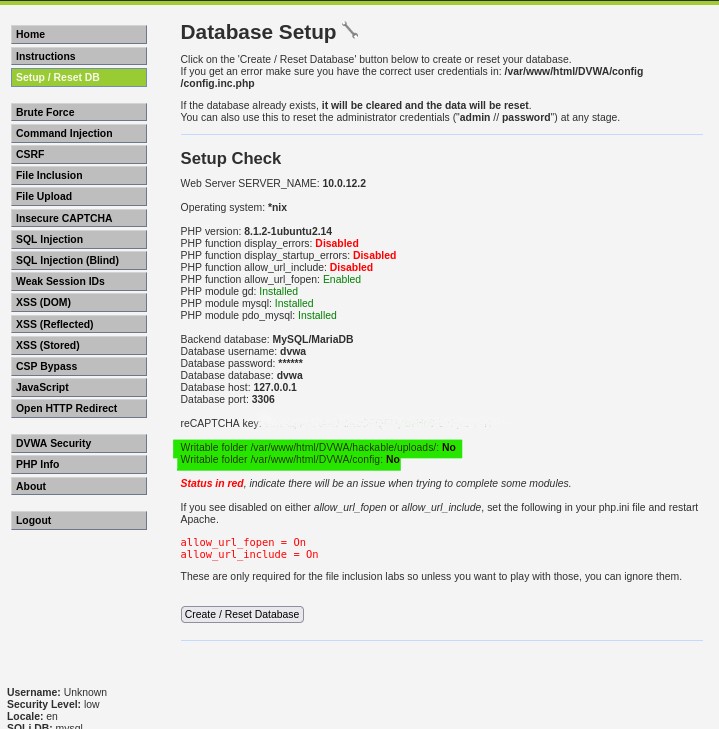 Home
Instructions
Setup / Reset DB
Brute Force
Command Injection
CSRF
File Inclusion
File Upload
Insecure CAPTCHA
SQL Injection
SQL Injection (Blind)
Weak Session IDs
XSS (DOM)
XSS (Reflected)
XSS (Stored)
CSP Bypass
JavaScript
Open HTTP Redirect
DVWA Security
PHP Info
About
Logout
Username: Unknown
Security Level: low
Locale: en
SQLi DB: mysql
Database Setup
Click on the 'Create / Reset Database' button below to create or reset your database.
If you get an error make sure you have the correct user credentials in: /var/www/html/DVWA/config
/config.inc.php
If the database already exists, it will be cleared and the data will be reset.
You can also use this to reset the administrator credentials ("admin // password") at any stage.
Setup Check
Web Server SERVER_NAME: 10.0.12.2
Operating system: *nix
PHP version: 8.1.2-1ubuntu2.14
PHP function display_errors: Disabled
PHP function display_startup_errors: Disabled
PHP function allow_url_include: Disabled
PHP function allow_url_fopen: Enabled
PHP module gd: Installed
PHP module mysql: Installed
PHP module pdo_mysql: Installed
Backend database: MySQL/MariaDB
Database username: dvwa
Database password: ******
Database database: dvwa
Database host: 127.0.0.1
Database port: 3306
reCAPTCHA key
Writable folder /var/www/html/DVWA/hackable/uploads/: No
Writable folder /var/www/html/DVWA/config: No
Status in red, indicate there will be an issue when trying to complete some modules.
If you see disabled on either allow_url_fopen or allow_url_include, set the following in your php.ini file and restart
Apache.
allow_url_fopen = On
allow_url_include = On
These are only required for the file inclusion labs so unless you want to play with those, you can ignore them.
Create / Reset Database